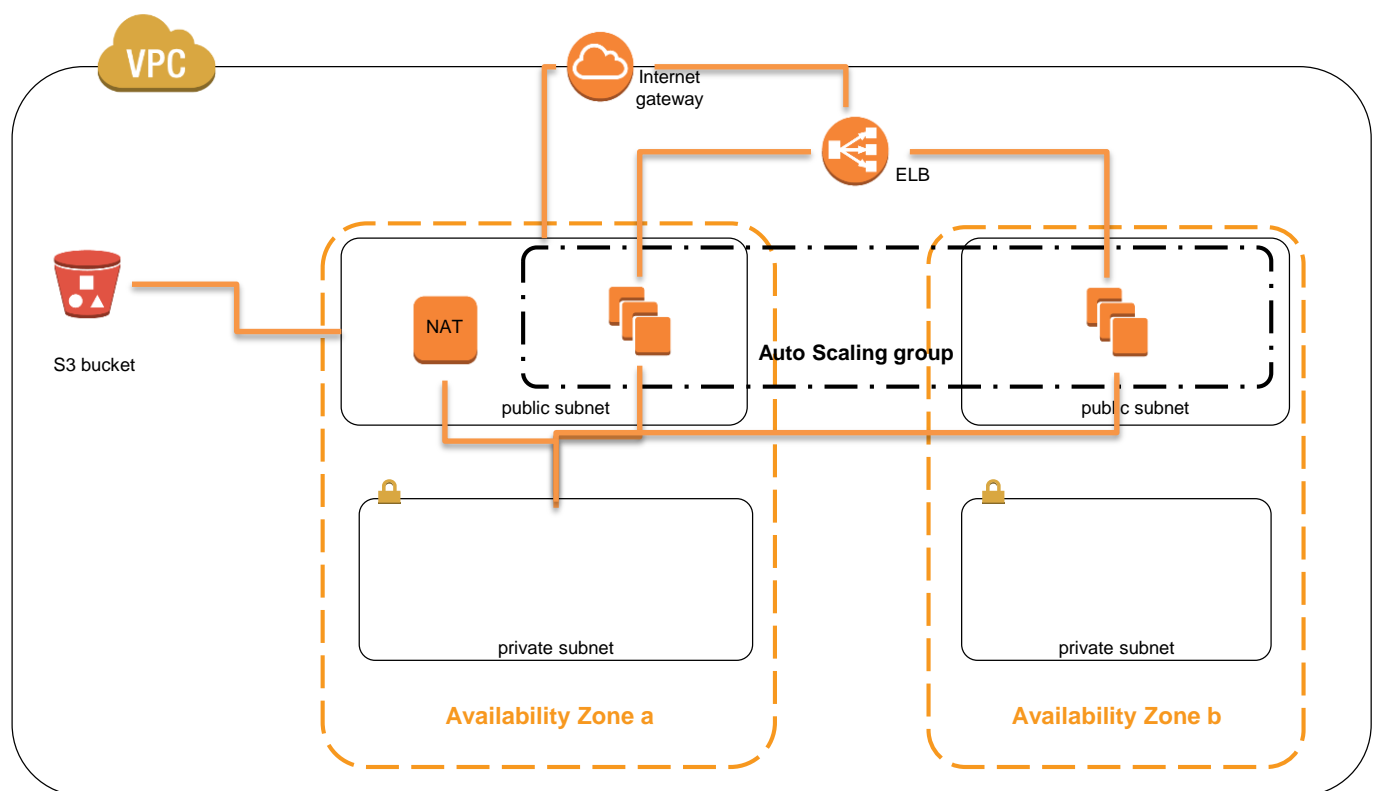 VPC
Internet
gateway
ELB
S3 bucket
NAT
Auto Scaling group
public subnet
public subnet
private subnet
private subnet
Availability Zone a
Availability Zone b